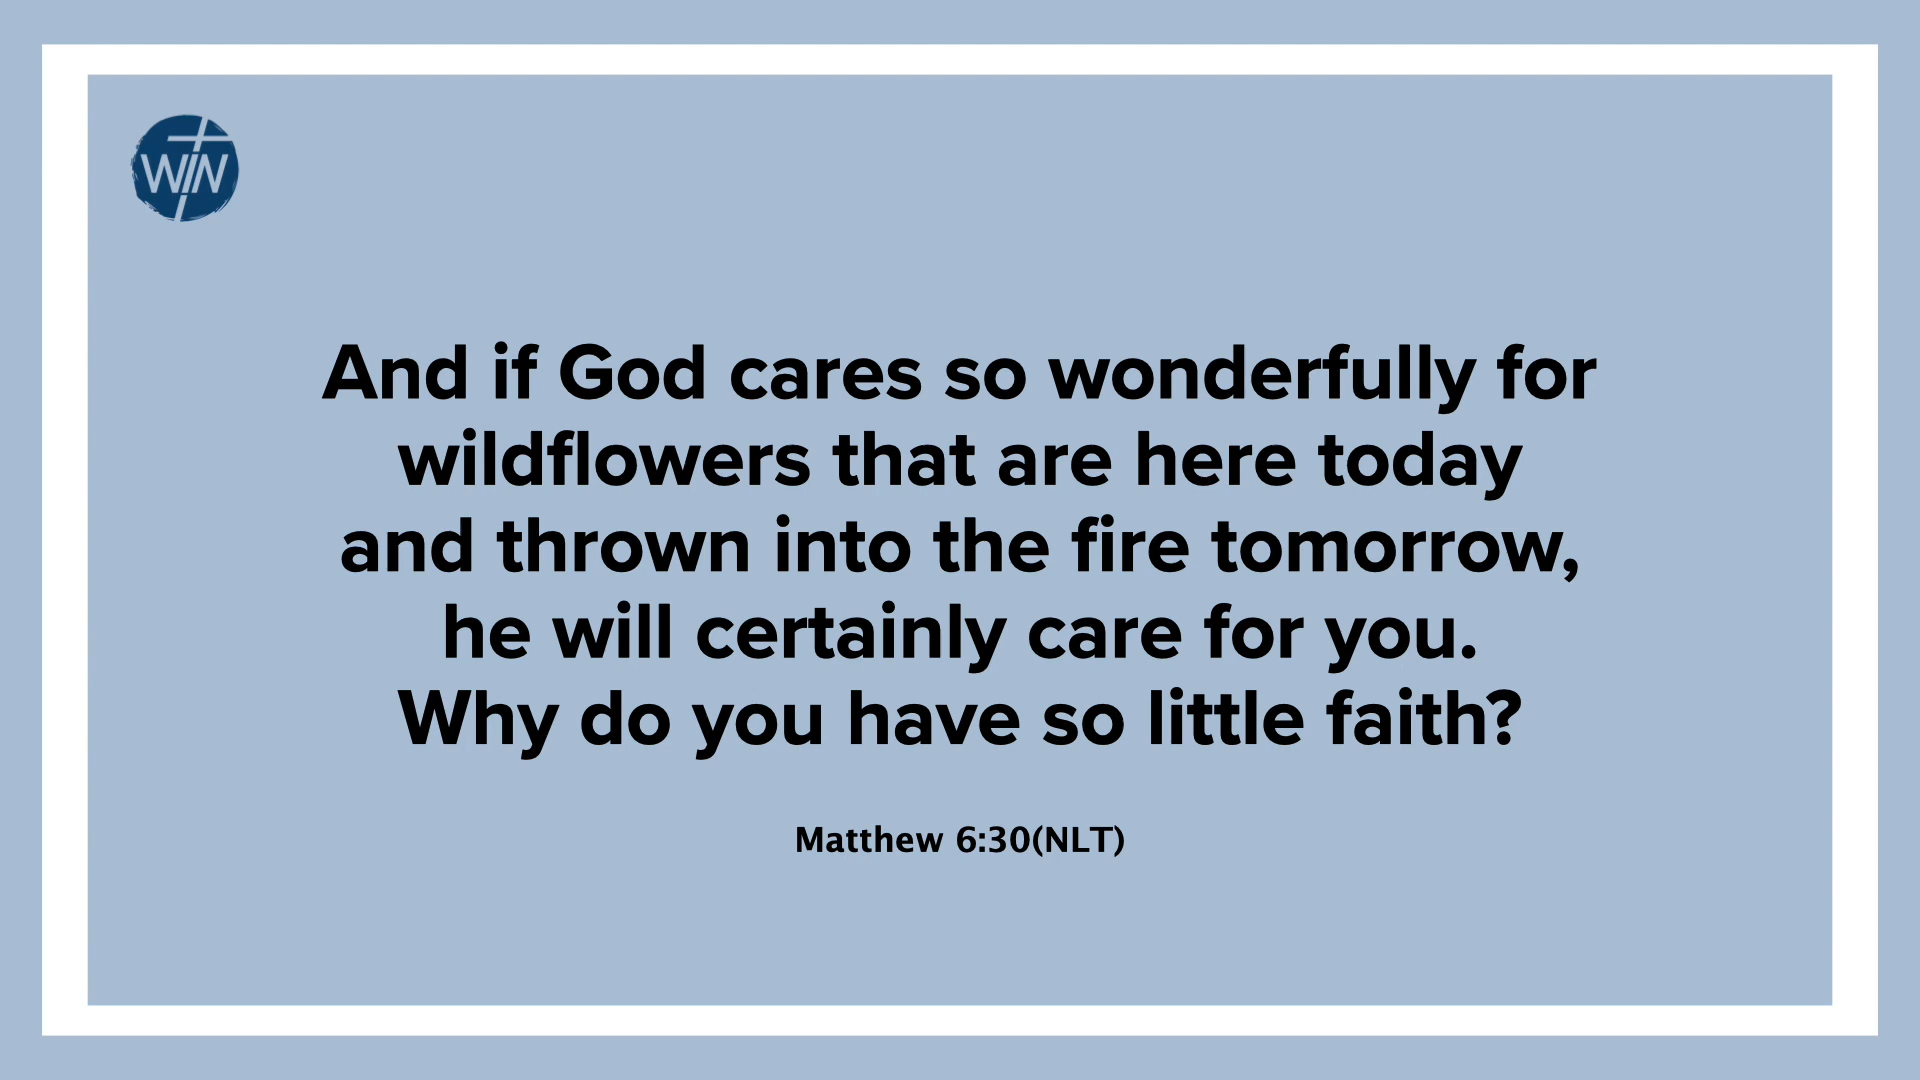 WIN
And if God cares so wonderfully for
wildflowers that are here today
and thrown into the fire tomorrow,
he will certainly care for you.
Why do you have so little faith?
Matthew 6:30(NLT)